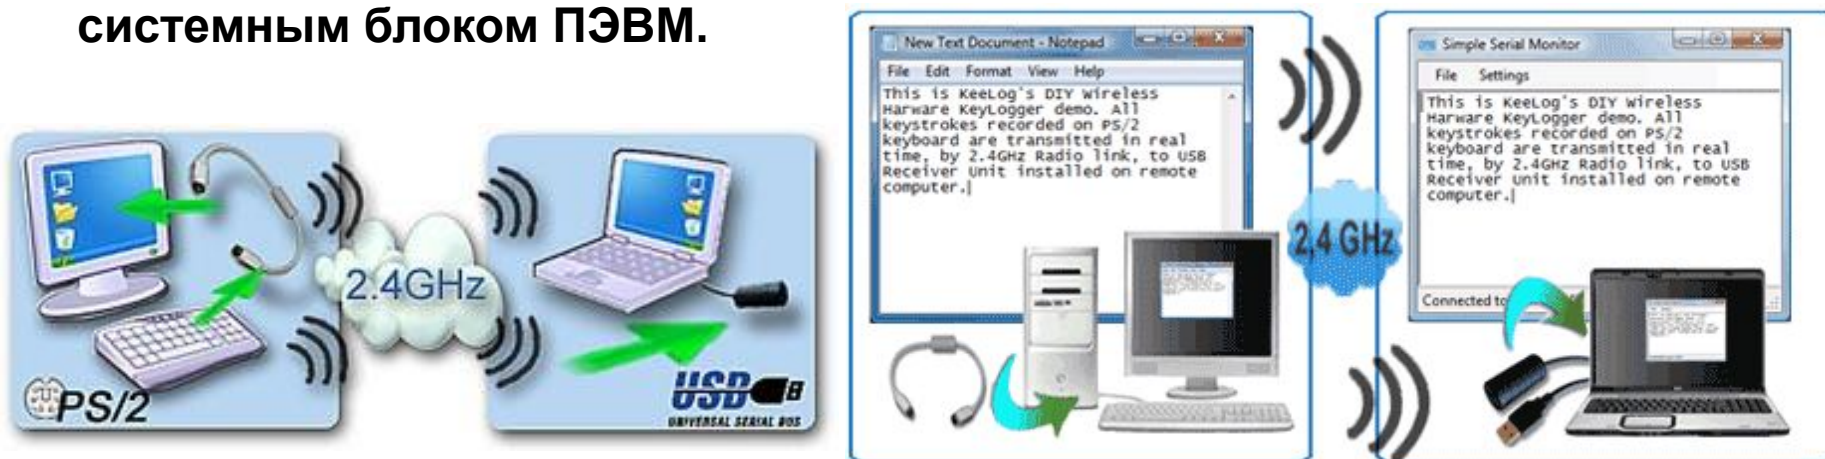 системным блоком ПЭВМ.
2.4GHz
PS/2
USB
UNIVERSAL SERIAL BUS
New Text Document - Notepad
File Edit Format View Help
This is KeeLog's DIY Wireless
Harware KeyLogger demo. All
keystrokes recorded on PS/2
keyboard are transmitted in real
time, by 2.4GHz Radio link, to USB
Receiver Unit installed on remote
computer.
2,4 GHz
Simple Serial Monitor
File Settings
This is KeeLog's DIY Wireless
Harware KeyLogger demo. All
keystrokes recorded on PS/2
keyboard are transmitted in real
time, by 2.4GHz Radio link, to USB
Receiver Unit installed on remote
computer.
Connected to